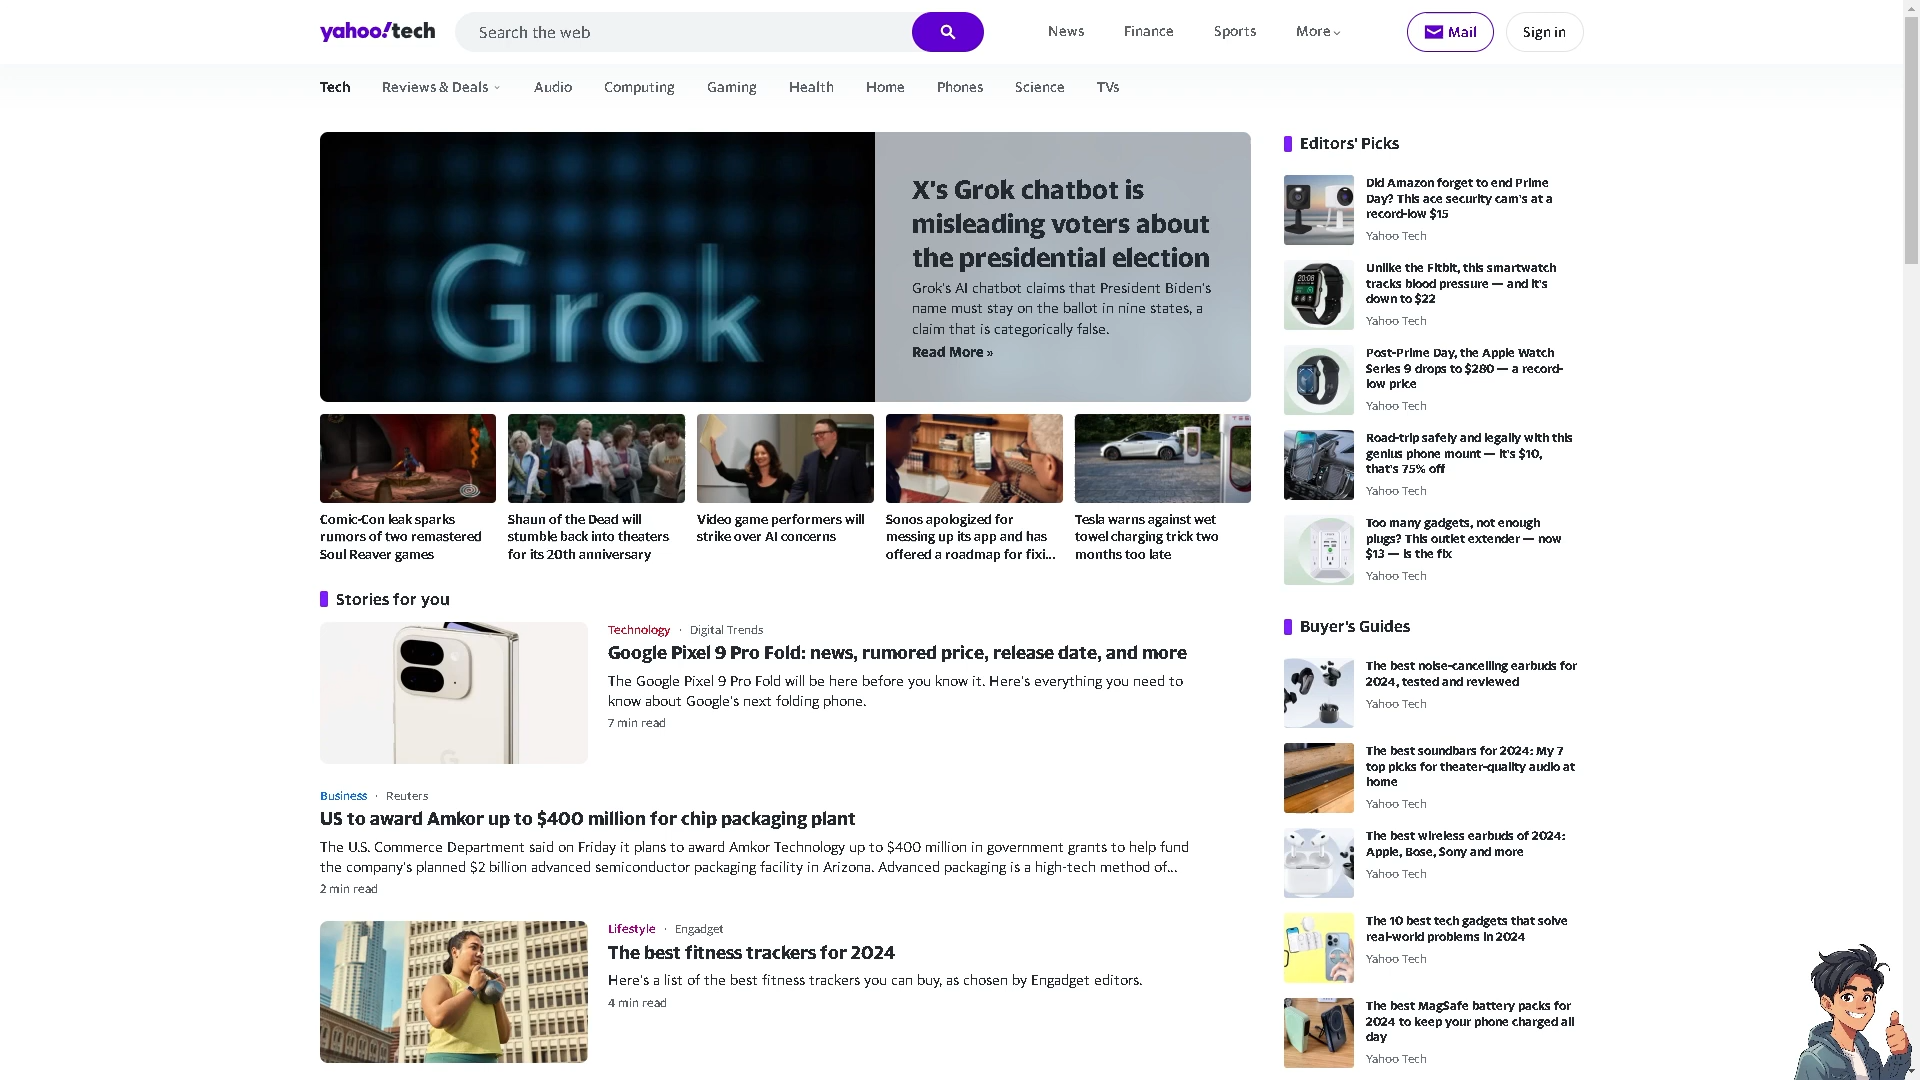 yahoo!tech
Search the web
News
Finance
Sports
More
Mail
Sign in
Tech
Reviews & Deals
Audio
Computing
Gaming
Health
Home
Phones
Science
TVs
Grok
X's Grok chatbot is
misleading voters about
the presidential election
Grok's AI chatbot claims that President Biden's
name must stay on the ballot in nine states, a
claim that is categorically false.
Read More »
Comic-Con leak sparks
rumors of two remastered
Soul Reaver games
Shaun of the Dead will
stumble back into theaters
for its 20th anniversary
Video game performers will
strike over AI concerns
Sonos apologized for
messing up its app and has
offered a roadmap for fixi...
Tesla warns against wet
towel charging trick two
months too late
Stories for you
Technology · Digital Trends
Google Pixel 9 Pro Fold: news, rumored price, release date, and more
The Google Pixel 9 Pro Fold will be here before you know it. Here's everything you need to
know about Google's next folding phone.
7 min read
Business · Reuters
US to award Amkor up to $400 million for chip packaging plant
The U.S. Commerce Department said on Friday it plans to award Amkor Technology up to $400 million in government grants to help fund
the company's planned $2 billion advanced semiconductor packaging facility in Arizona. Advanced packaging is a high-tech method of...
2 min read
Lifestyle · Engadget
The best fitness trackers for 2024
Here's a list of the best fitness trackers you can buy, as chosen by Engadget editors.
4 min read
Editors' Picks
Did Amazon forget to end Prime
Day? This ace security cam's at a
record-low $15
Yahoo Tech
20:08
Unlike the Fitbit, this smartwatch
tracks blood pressure — and it's
down to $22
Yahoo Tech
Post-Prime Day, the Apple Watch
Series 9 drops to $280 — a record-
low price
Yahoo Tech
Road-trip safely and legally with this
genius phone mount — it's $10,
that's 75% off
Yahoo Tech
Too many gadgets, not enough
plugs? This outlet extender — now
$13 — is the fix
Yahoo Tech
Buyer's Guides
The best noise-cancelling earbuds for
2024, tested and reviewed
Yahoo Tech
The best soundbars for 2024: My 7
top picks for theater-quality audio at
home
Yahoo Tech
The best wireless earbuds of 2024:
Apple, Bose, Sony and more
Yahoo Tech
The 10 best tech gadgets that solve
real-world problems in 2024
Yahoo Tech
The best MagSafe battery packs for
2024 to keep your phone charged all
day
Yahoo Tech